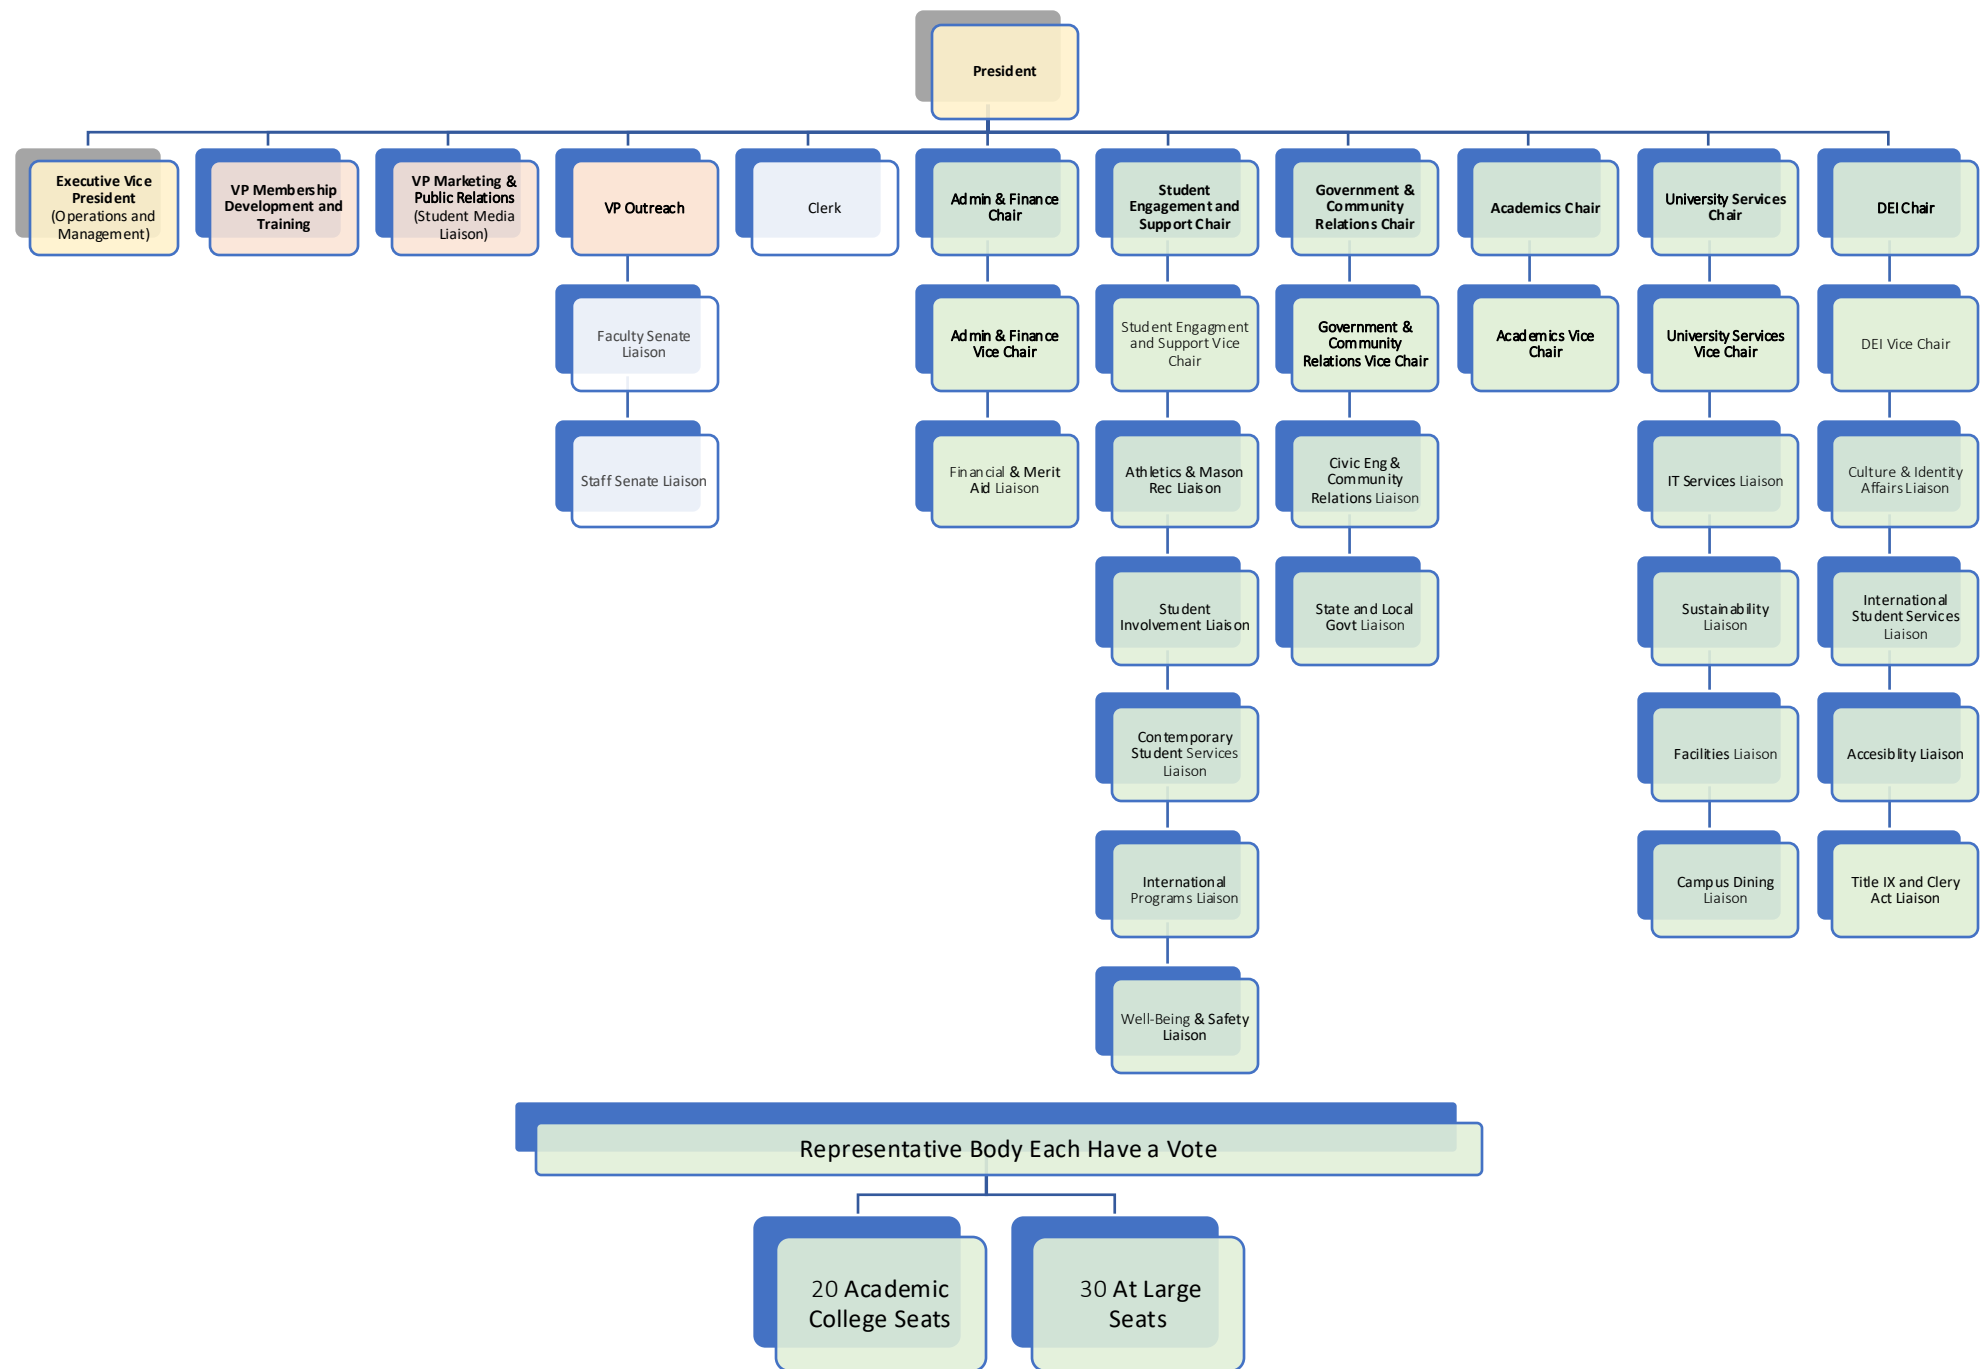 President
Executive Vice
President
(Operations and
Management)
VP Membership
Development and
Training
VP Marketing &
Public Relations
(Student Media
Liaison)
VP Outreach
Clerk
Admin & Finance
Chair
Student
Engagement and
Support Chair
Government &
Community
Relations Chair
Academics Chair
University Services
Chair
DEI Chair
Faculty Senate
Liaison
Admin & Finance
Vice Chair
Student Engagment
and Support Vice
Chair
Government &
Community
Relations Vice Chair
Academics Vice
Chair
University Services
Vice Chair
DEI Vice Chair
Staff Senate Liaison
Financial & Merit
Aid Liaison
Athletics & Mason
Rec Liaison
Civic Eng &
Community
Relations Liaison
IT Services Liaison
Culture & Identity
Affairs Liaison
Student
Involvement Liaison
State and Local
Govt Liaison
Sustainability
Liaison
International
Student Services
Liaison
Contemporary
Student Services
Liaison
Facilities Liaison
Accesiblity Liaison
International
Programs Liaison
Campus Dining
Liaison
Title IX and Clery
Act Liaison
Well-Being & Safety
Liaison
Representative Body Each Have a Vote
20 Academic
College Seats
30 At Large
Seats